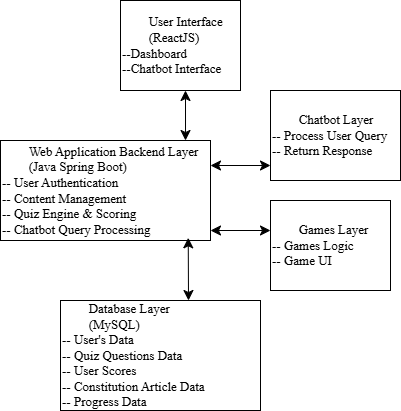 User Interface
(ReactJS)
--Dashboard
--Chatbot Interface
Chatbot Layer
-- Process User Query
-- Return Response
Web Application Backend Layer
(Java Spring Boot)
-- User Authentication
-- Content Management
-- Quiz Engine & Scoring
-- Chatbot Query Processing
Games Layer
-- Games Logic
-- Game UI
Database Layer
(MySQL)
-- User's Data
-- Quiz Questions Data
-- User Scores
-- Constitution Article Data
-- Progress Data